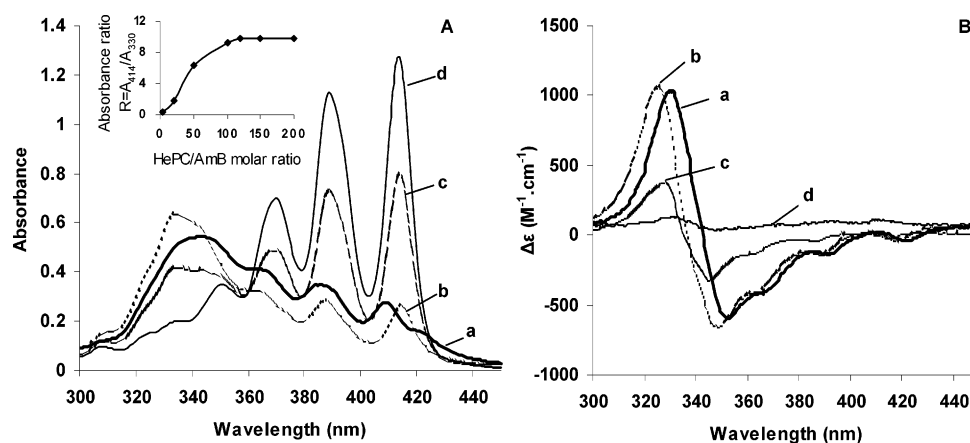 A
Absorbance
1.4
1.2
1
0.8
0.6
0.4
0.2
0
300 320 340 360 380 400 420 440
Wavelength (nm)
Absorbance ratio
R=A414/A330
12
8
4
0
0 50 100 150 200
HePC/AmB molar ratio
d
c
b
a
B
Δε (M-1.cm-1)
1000
500
0
-500
-1000
300 320 340 360 380 400 420 440
Wavelength (nm)
b
a
c
d